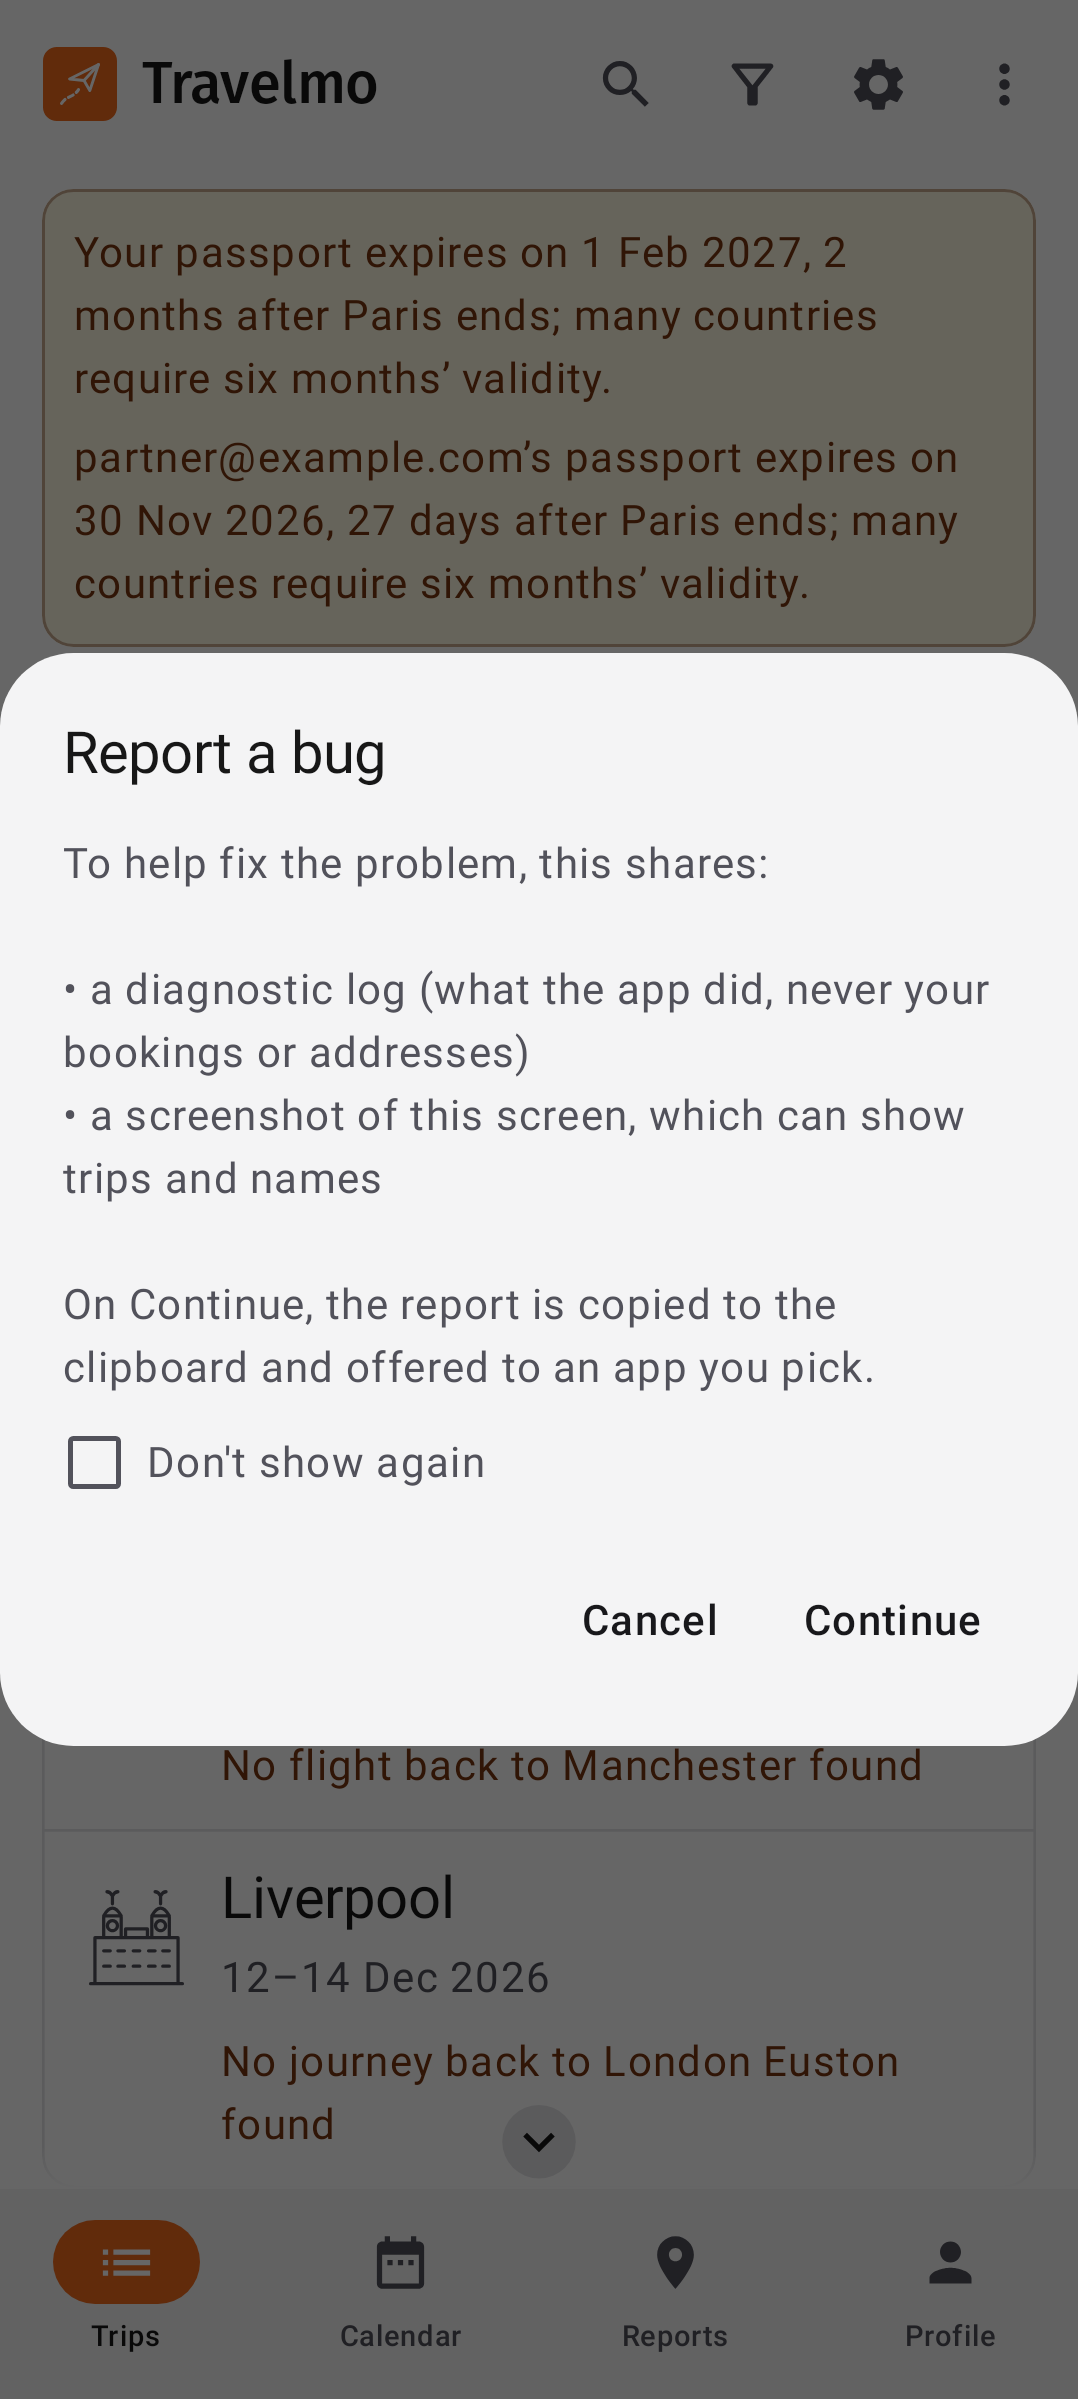 Travelmo
Your passport expires on 1 Feb 2027, 2
months after Paris ends; many countries
require six months’ validity.
partner@example.com’s passport expires on
30 Nov 2026, 27 days after Paris ends; many
countries require six months’ validity.
Report a bug
To help fix the problem, this shares:
• a diagnostic log (what the app did, never your
bookings or addresses)
• a screenshot of this screen, which can show
trips and names
On Continue, the report is copied to the
clipboard and offered to an app you pick.
Don't show again
Cancel Continue
No flight back to Manchester found
Liverpool
12–14 Dec 2026
No journey back to London Euston
found
Trips Calendar Reports Profile